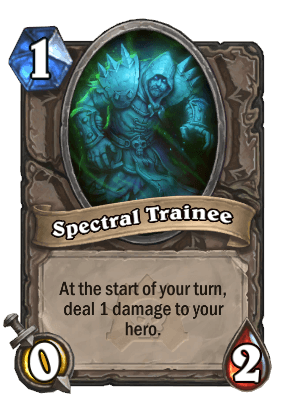 1
Spectral Trainee
At the start of your turn,
deal 1 damage to your
hero.
0
2